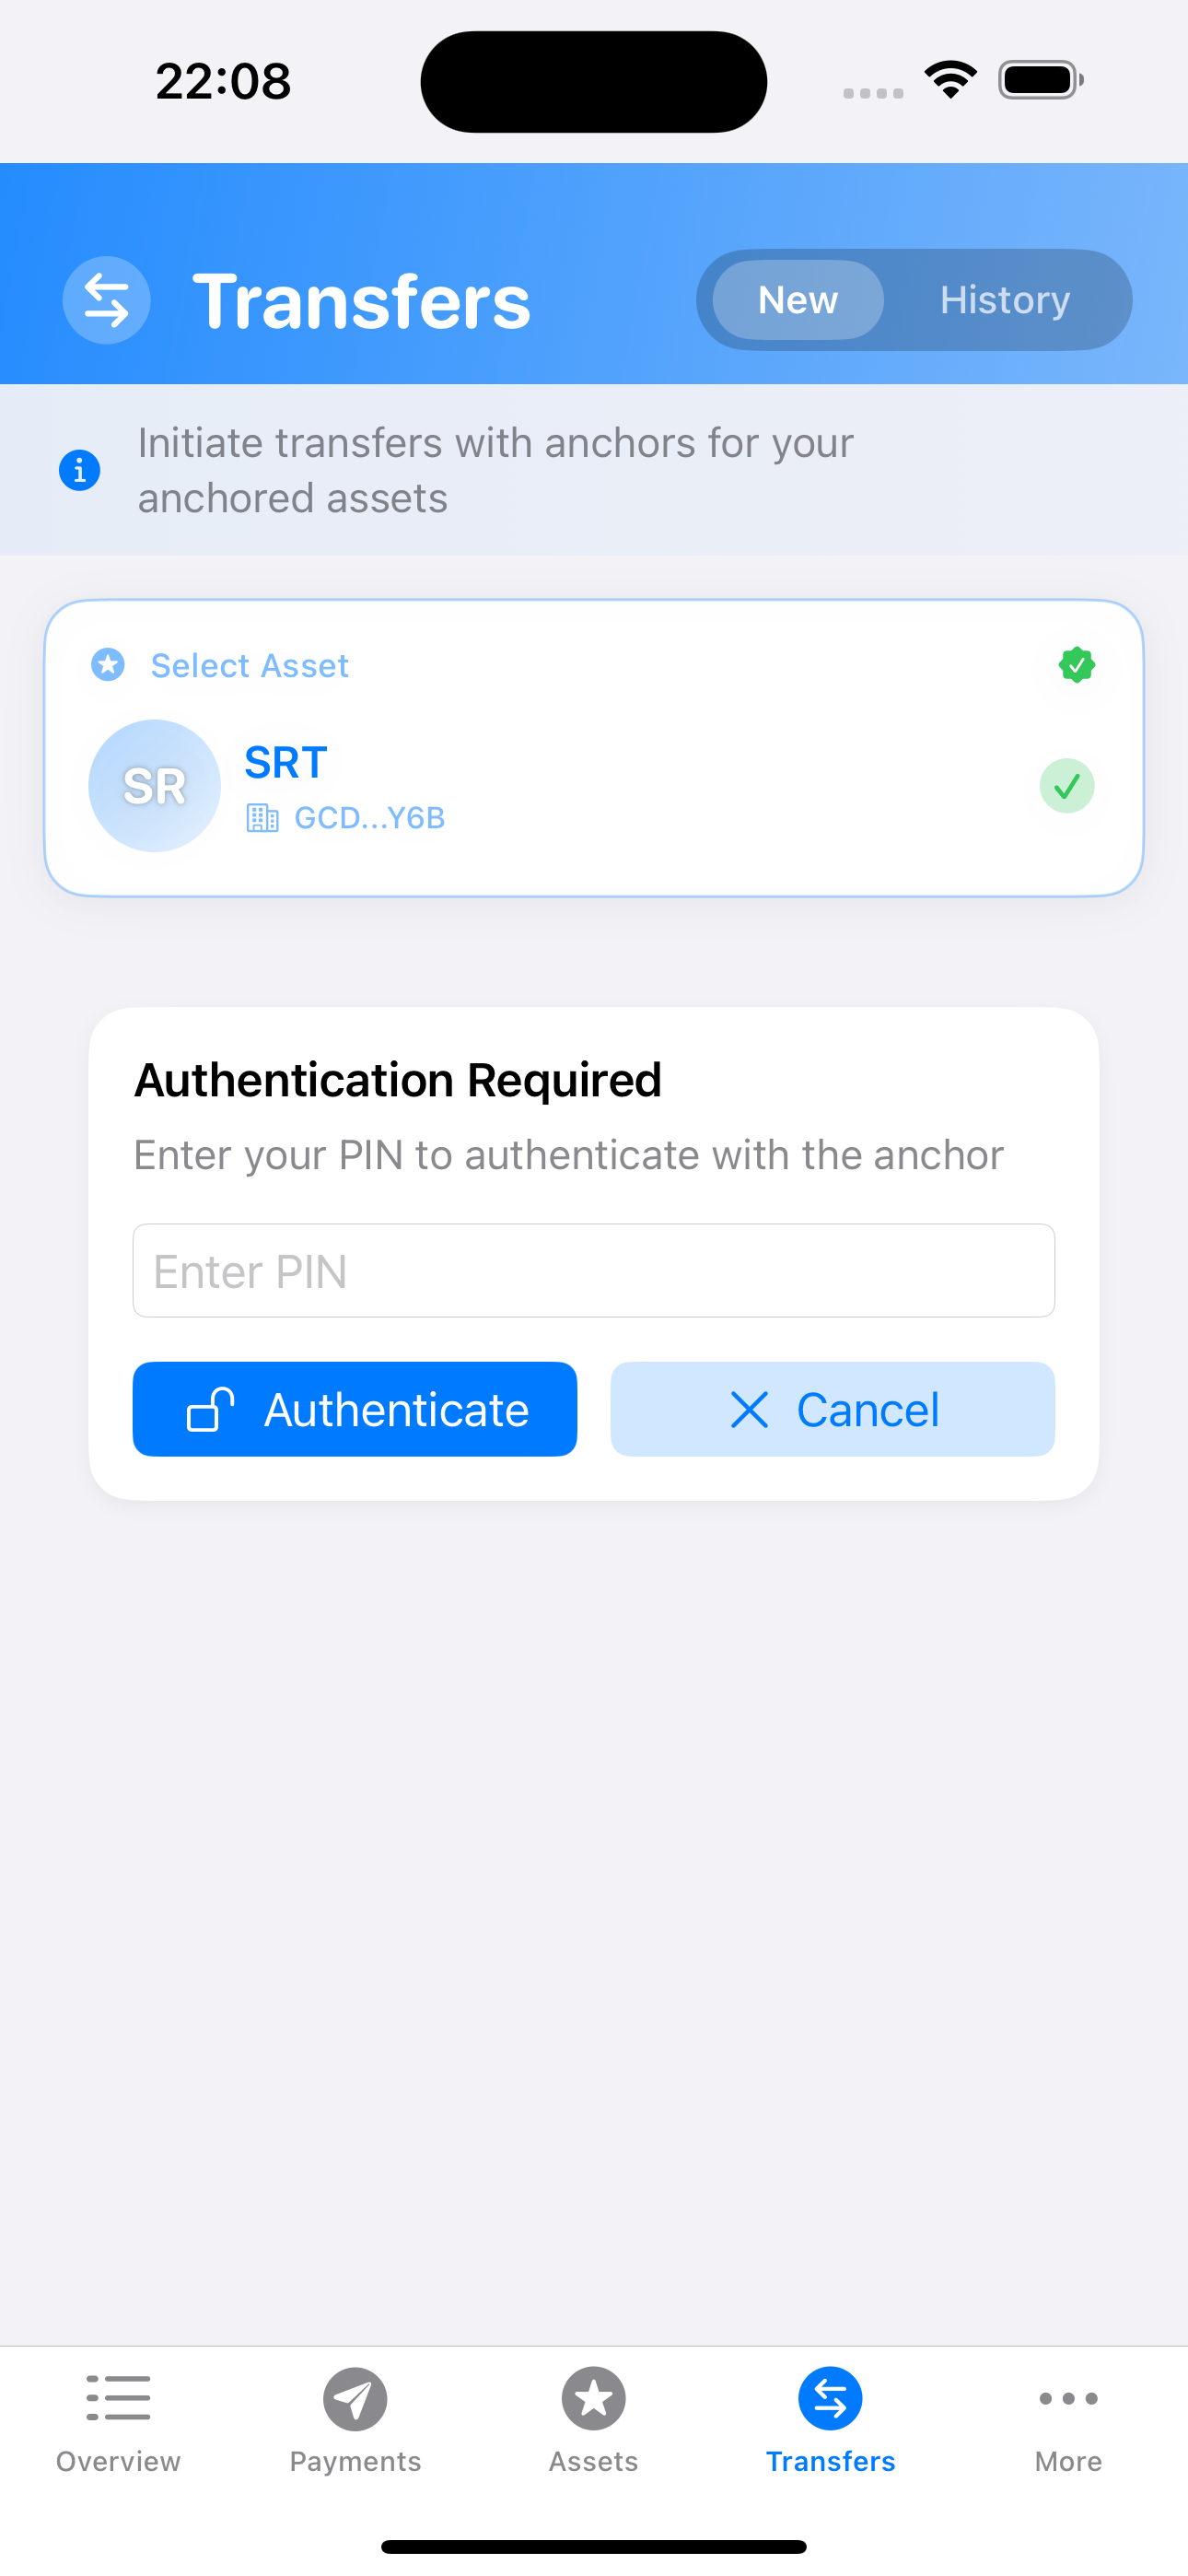 22:08
Transfers
New
History
Initiate transfers with anchors for your
anchored assets
Select Asset
SR
SRT
GCD...Y6B
Authentication Required
Enter your PIN to authenticate with the anchor
Enter PIN
Authenticate
Cancel
Overview
Payments
Assets
Transfers
More